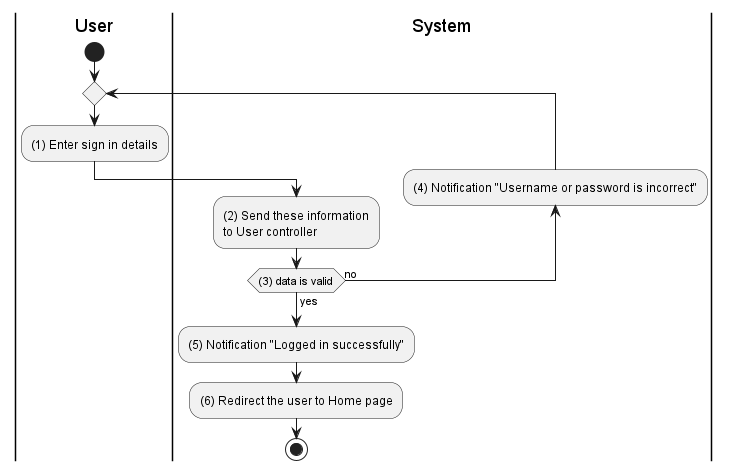 User
System
(1) Enter sign in details
(4) Notification "Username or password is incorrect"
(2) Send these information
to User controller
(3) data is valid
no
yes
(5) Notification "Logged in successfully"
(6) Redirect the user to Home page